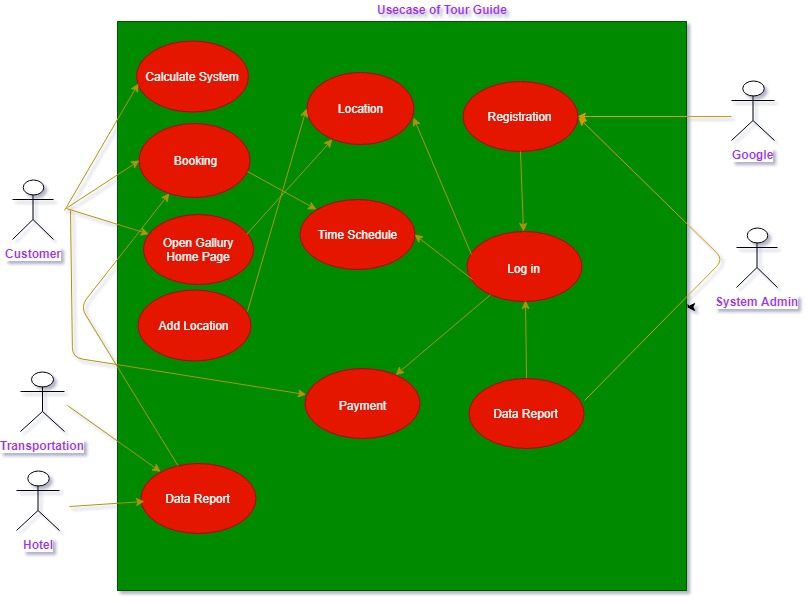 Usecase of Tour Guide
Calculate System
Location
Registration
Booking
Google
Customer
Open Gallury
Home Page
Time Schedule
Log in
System Admin
Add Location
Payment
Data Report
Transportation
Data Report
Hotel